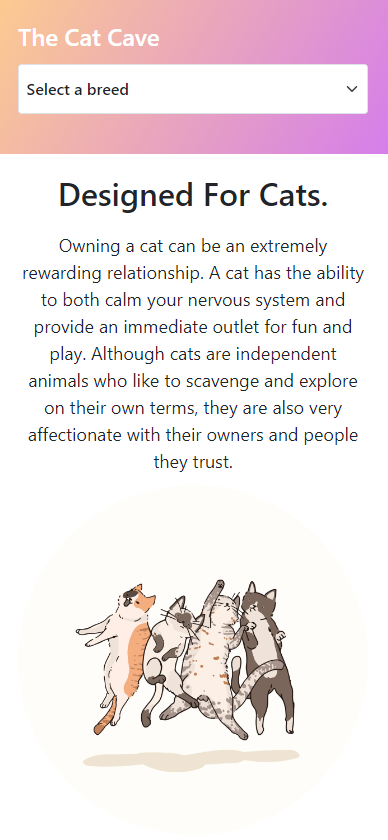 The Cat Cave
Select a breed
Designed For Cats.
Owning a cat can be an extremely
rewarding relationship. A cat has the ability
to both calm your nervous system and
provide an immediate outlet for fun and
play. Although cats are independent
animals who like to scavenge and explore
on their own terms, they are also very
affectionate with their owners and people
they trust.